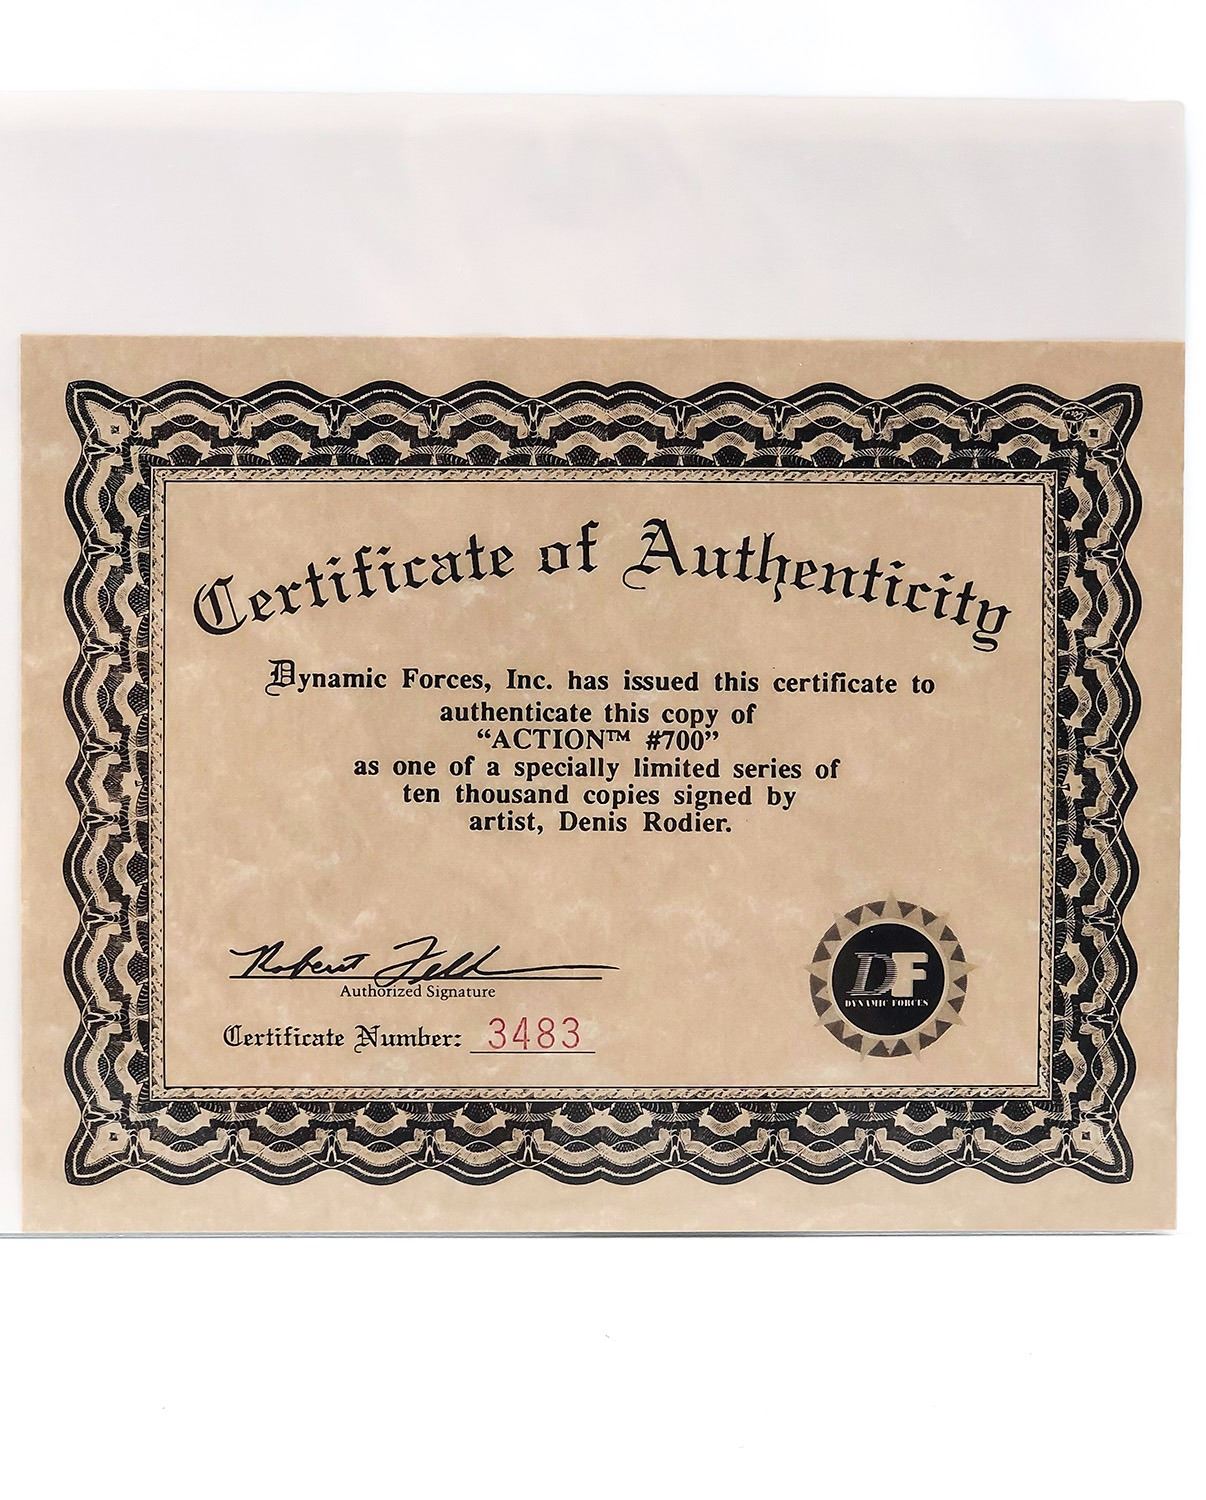 Certificate of Authenticity
Dynamic Forces, Inc. has issued this certificate to
authenticate this copy of
“ACTION™ #700”
as one of a specially limited series of
ten thousand copies signed by
artist, Denis Rodier.
Robert Feld
Authorized Signature
Certificate Number: 3483
DF
DYNAMIC FORCES